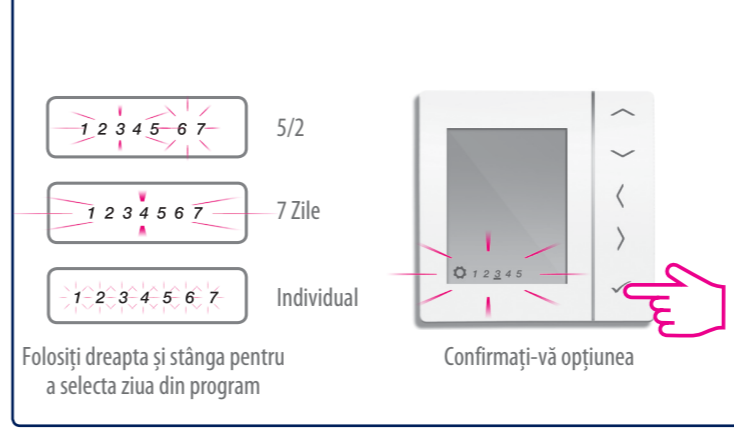 1 2 3 4 5 6 7
5/2
1 2 3 4 5 6 7
7 Zile
1 2 3 4 5 6 7
Individual
Folosiți dreapta și stânga pentru
a selecta ziua din program
1 2 3 4 5
Confirmați-vă opțiunea